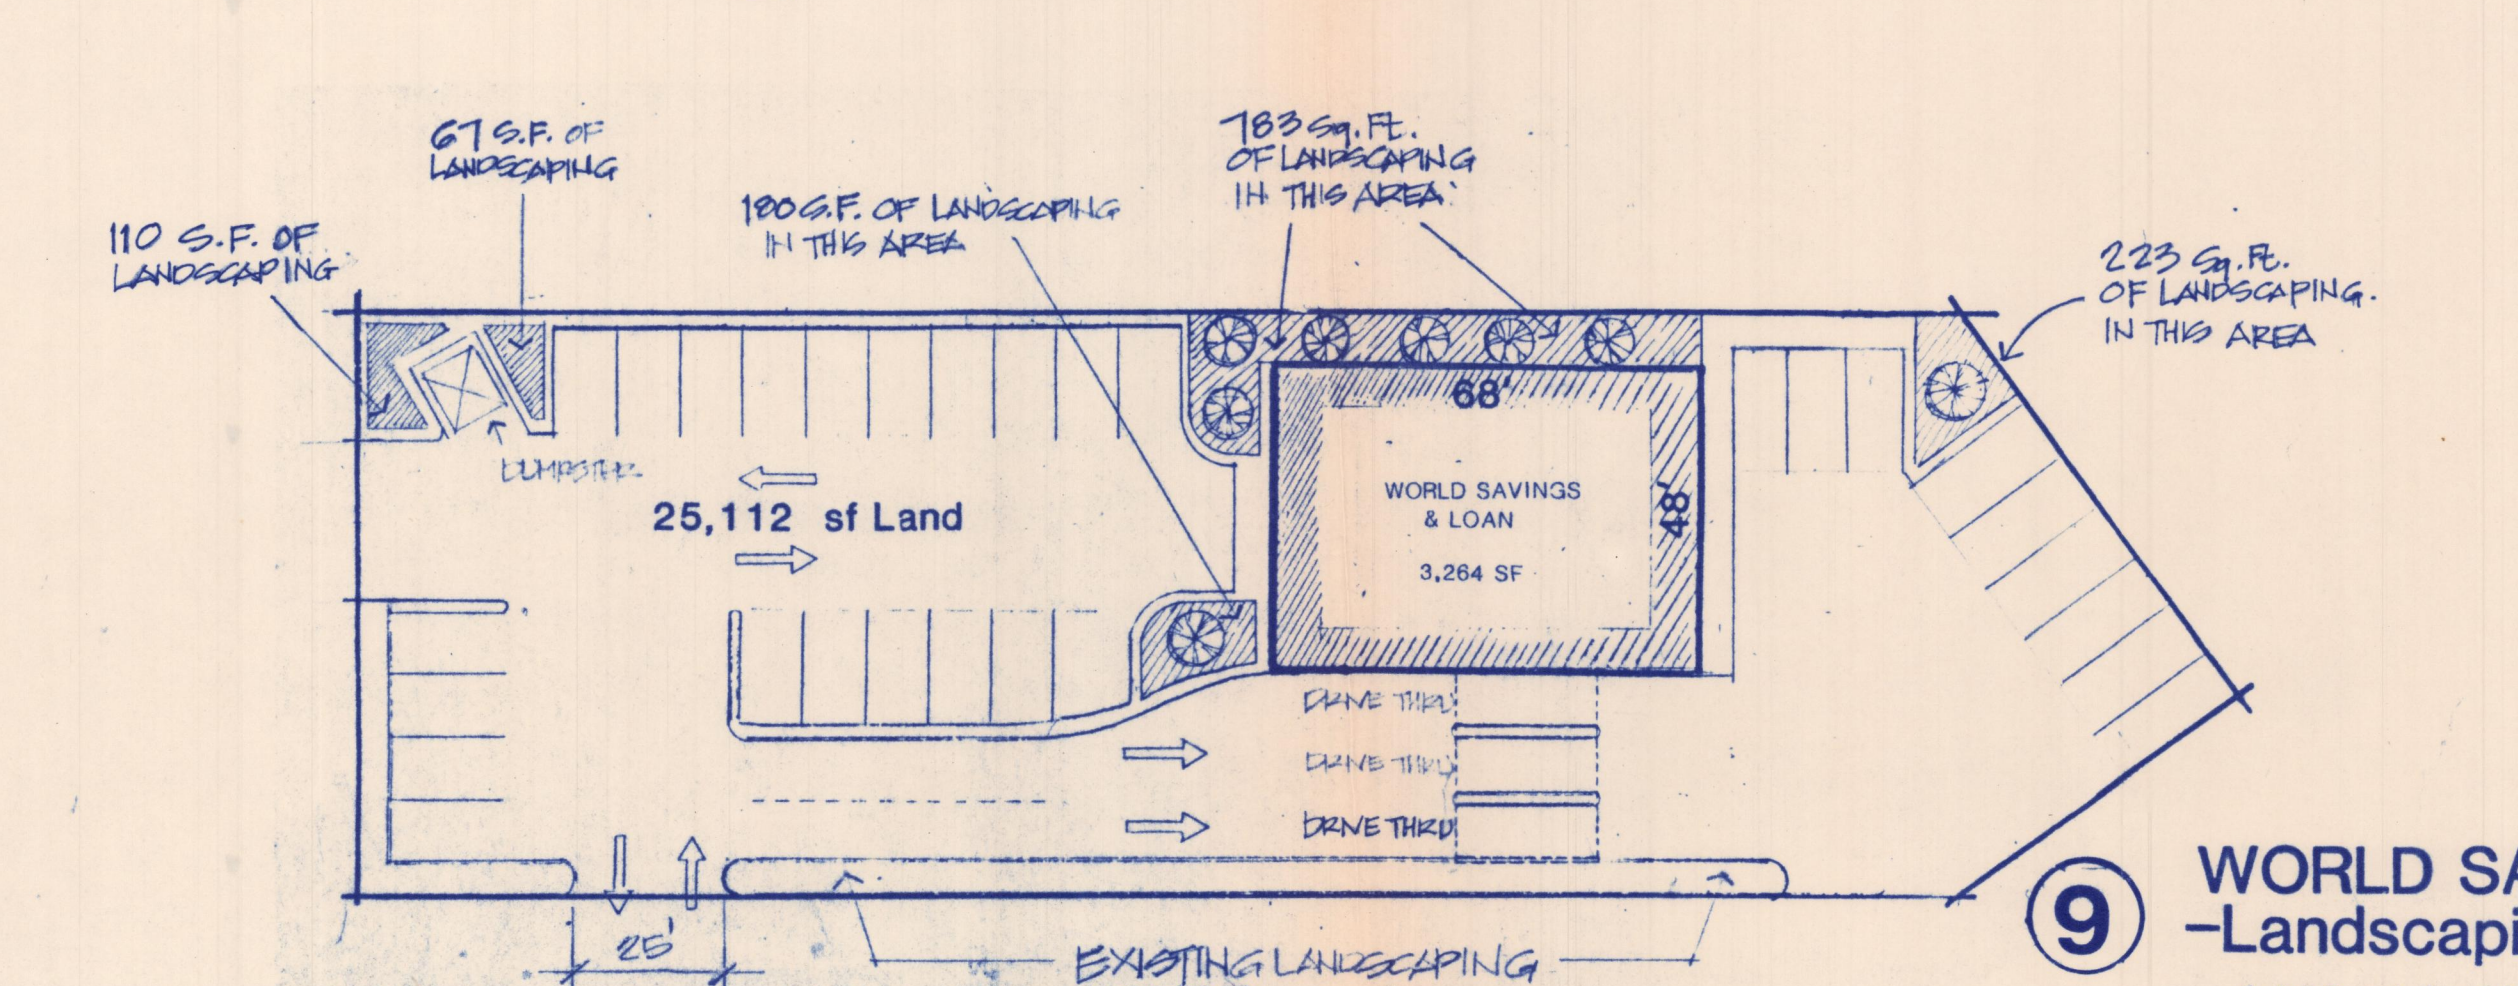 67 S.F. OF
LANDSCAPING
110 S.F. OF
LANDSCAPING
180 S.F. OF LANDSCAPING
IN THIS AREA
783 Sq. Ft.
OF LANDSCAPING
IN THIS AREA
223 Sq. Ft.
OF LANDSCAPING.
IN THIS AREA
DUMPSTER
25,112 sf Land
68'
48'
WORLD SAVINGS
& LOAN
3,264 SF
DRIVE THRU
DRIVE THRU
DRIVE THRU
25'
EXISTING LANDSCAPING
9
WORLD SA
-Landscapi